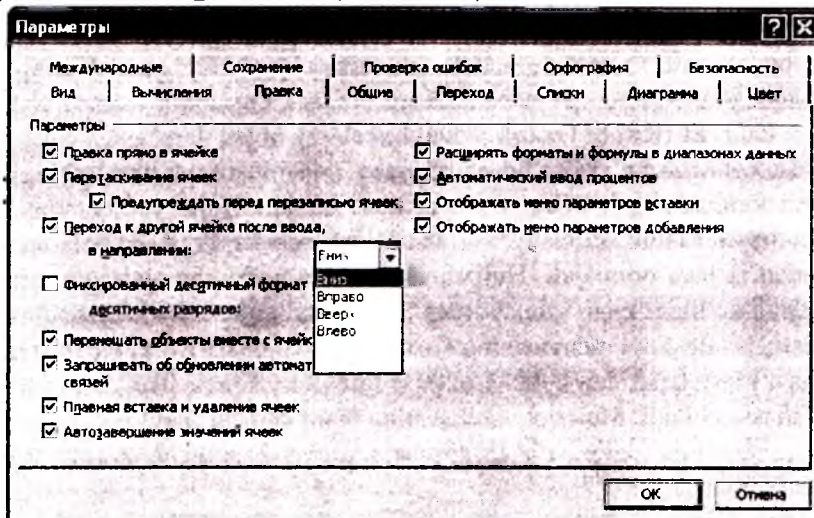 Параметры
Международные Сохранение Проверка ошибок Орфография Безопасность
Вид Вычисления Правка Общие Переход Списки Диаграмма Цвет
Параметры
Правка прямо в ячейке
Перетаскивание ячеек
Предупреждать перед перезаписью ячеек
Переход к другой ячейке после ввода,
в направлении:
Вниз
Вниз
Вправо
Вверх
Влево
Фиксированный десятичный формат
десятичных разрядов:
Перемещать объекты вместе с ячейк
Запрашивать об обновлении автомат
связей
Плавная вставка и удаление ячеек
Автозавершение значений ячеек
Расширять форматы и формулы в диапазонах данных
Автоматический ввод процентов
Отображать меню параметров вставки
Отображать меню параметров добавления
ОК Отмена